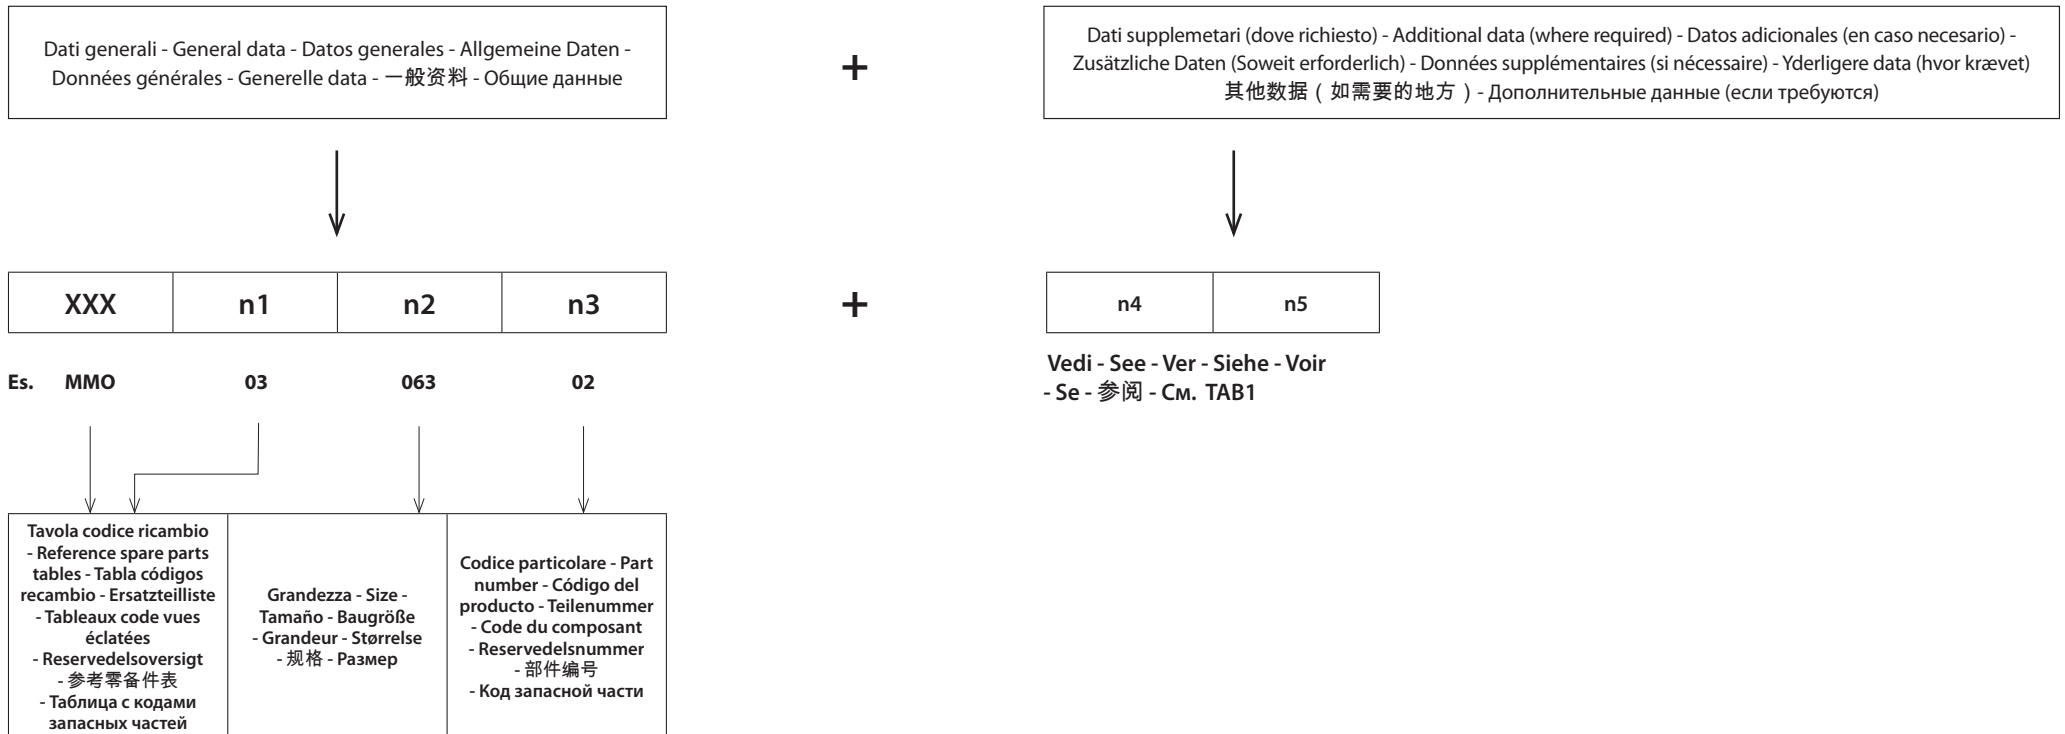 Dati generali - General data - Datos generales - Allgemeine Daten -
Données générales - Generelle data - 一般资料 - Общие данные
+
Dati supplemetari (dove richiesto) - Additional data (where required) - Datos adicionales (en caso necesario) -
Zusätzliche Daten (Soweit erforderlich) - Données supplémentaires (si nécessaire) - Yderligere data (hvor krævet)
其他数据（如需要的地方）- Дополнительные данные (если требуются)
XXX n1 n2 n3
+
n4 n5
Es. MMO 03 063 02
Vedi - See - Ver - Siehe - Voir
- Se - 参阅 - См. TAB1
Tavola codice ricambio
- Reference spare parts
tables - Tabla códigos
recambio - Ersatzteilliste
- Tableaux code vues
éclatées
- Reservedelsoversigt
- 参考零备件表
- Таблица с кодами
запасных частей
Grandezza - Size -
Tamaño - Baugröße
- Grandeur - Størrelse
- 规格 - Размер
Codice particolare - Part
number - Código del
producto - Teilenummer
- Code du composant
- Reservedelsnummer
- 部件编号
- Код запасной части